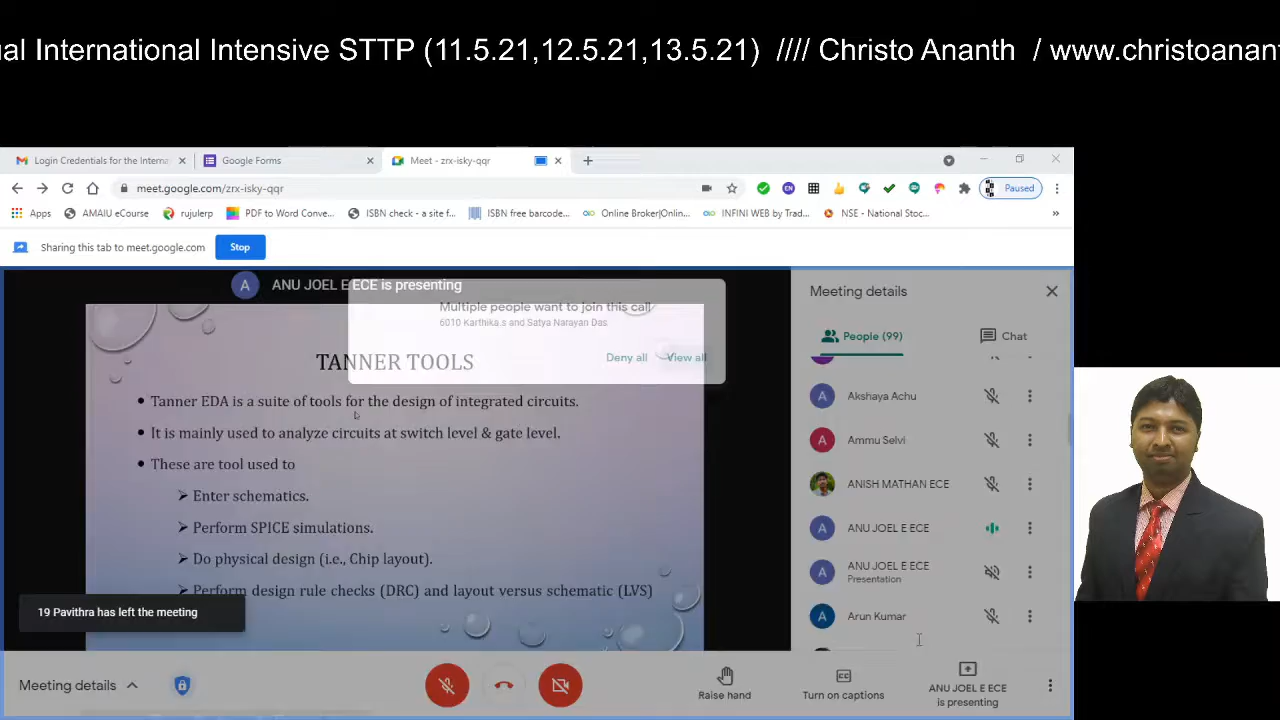 al International Intensive STTP (11.5.21,12.5.21,13.5.21) //// Christo Ananth / www.christoanan
Login Credentials for the Interna
Google Forms
Meet - zrx-isky-qqr
meet.google.com/zrx-isky-qqr
EN
Paused
Apps
AMAIU eCourse
rujulerp
PDF to Word Conve...
ISBN check - a site f...
ISBN free barcode...
Online Broker|Onlin...
INFINI WEB by Trad...
NSE - National Stoc...
Sharing this tab to meet.google.com
Stop
A
ANU JOEL E ECE is presenting
Multiple people want to join this call
6010 Karthika.s and Satya Narayan Das.
Deny all
View all
TANNER TOOLS
• Tanner EDA is a suite of tools for the design of integrated circuits.
• It is mainly used to analyze circuits at switch level & gate level.
• These are tool used to
➢ Enter schematics.
➢ Perform SPICE simulations.
➢ Do physical design (i.e., Chip layout).
➢ Perform design rule checks (DRC) and layout versus schematic (LVS)
19 Pavithra has left the meeting
Meeting details
People (99)
Chat
A Akshaya Achu
A Ammu Selvi
ANISH MATHAN ECE
A ANU JOEL E ECE
A ANU JOEL E ECE
Presentation
A Arun Kumar
Meeting details
Raise hand
CC
Turn on captions
ANU JOEL E ECE
is presenting